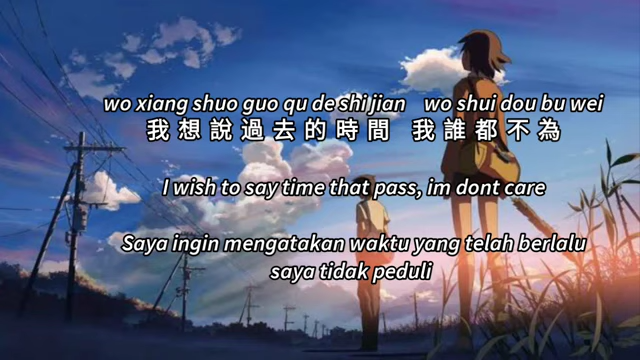 wo xiang shuo guo qu de shi jian wo shui dou bu wei
我想說過去的時間 我誰都不為
I wish to say time that pass, im dont care
Saya ingin mengatakan waktu yang telah berlalu
saya tidak peduli